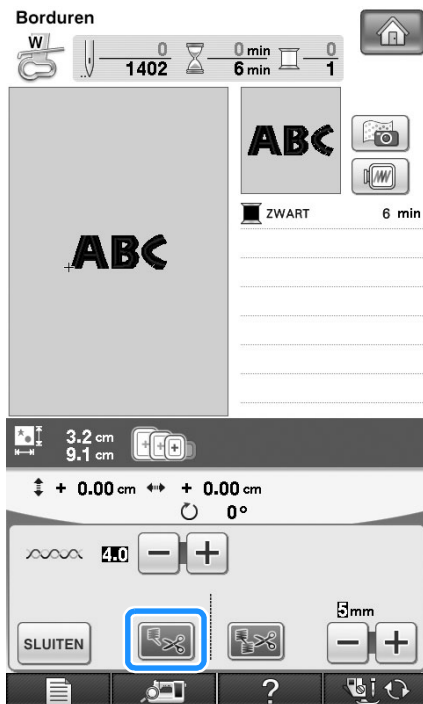 Borduren
W
0 0 min 0
1402 6 min 1
ABC
ZWART 6 min
ABC
3.2 cm
9.1 cm
+ 0.00 cm + 0.00 cm
0°
4.0 − +
5mm
SLUITEN − +
?